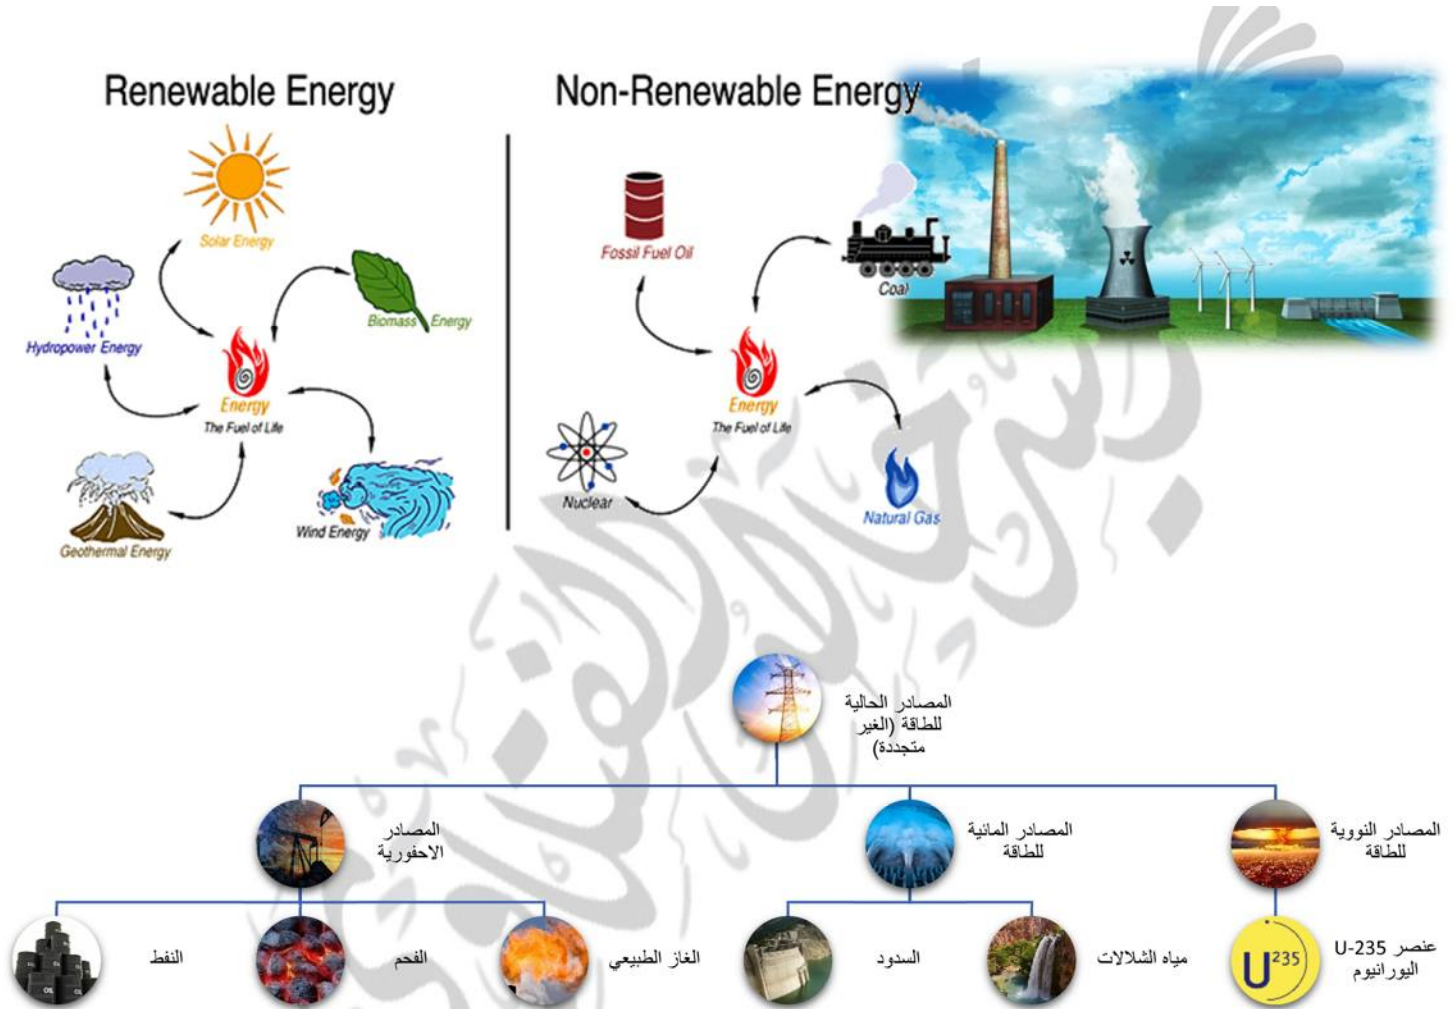 Renewable Energy
Non-Renewable Energy
Solar Energy
Biomass Energy
Hydropower Energy
Energy
The Fuel of Life
Geothermal Energy
Wind Energy
Fossil Fuel Oil
Coal
Energy
The Fuel of Life
Nuclear
Natural Gas
المصادر الحالية
للطاقة (الغير
متجددة)
المصادر النووية
للطاقة
المصادر المائية
للطاقة
المصادر
الاحفورية
عنصر U-235
اليورانيوم
U235
مياه الشلالات
السدود
الغاز الطبيعي
الفحم
النفط